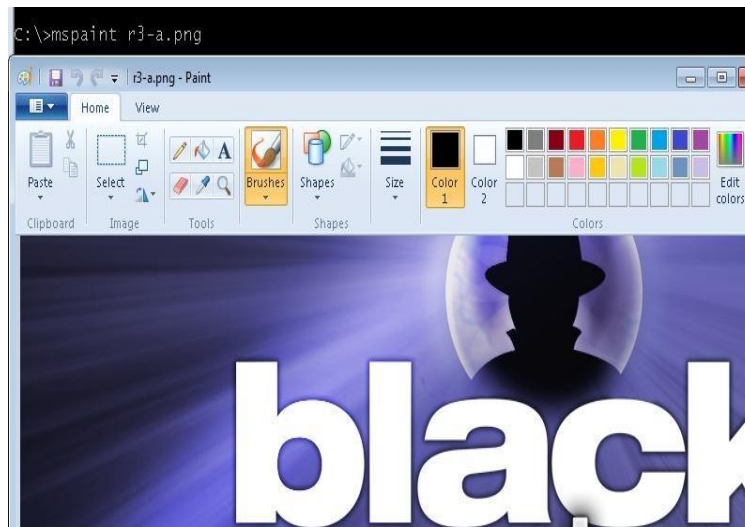 C:\>mspaint r3-a.png
r3-a.png - Paint
Home View
Paste Select Brushes Shapes Size Color 1 Color 2 Edit colors
Clipboard Image Tools Shapes Colors
black